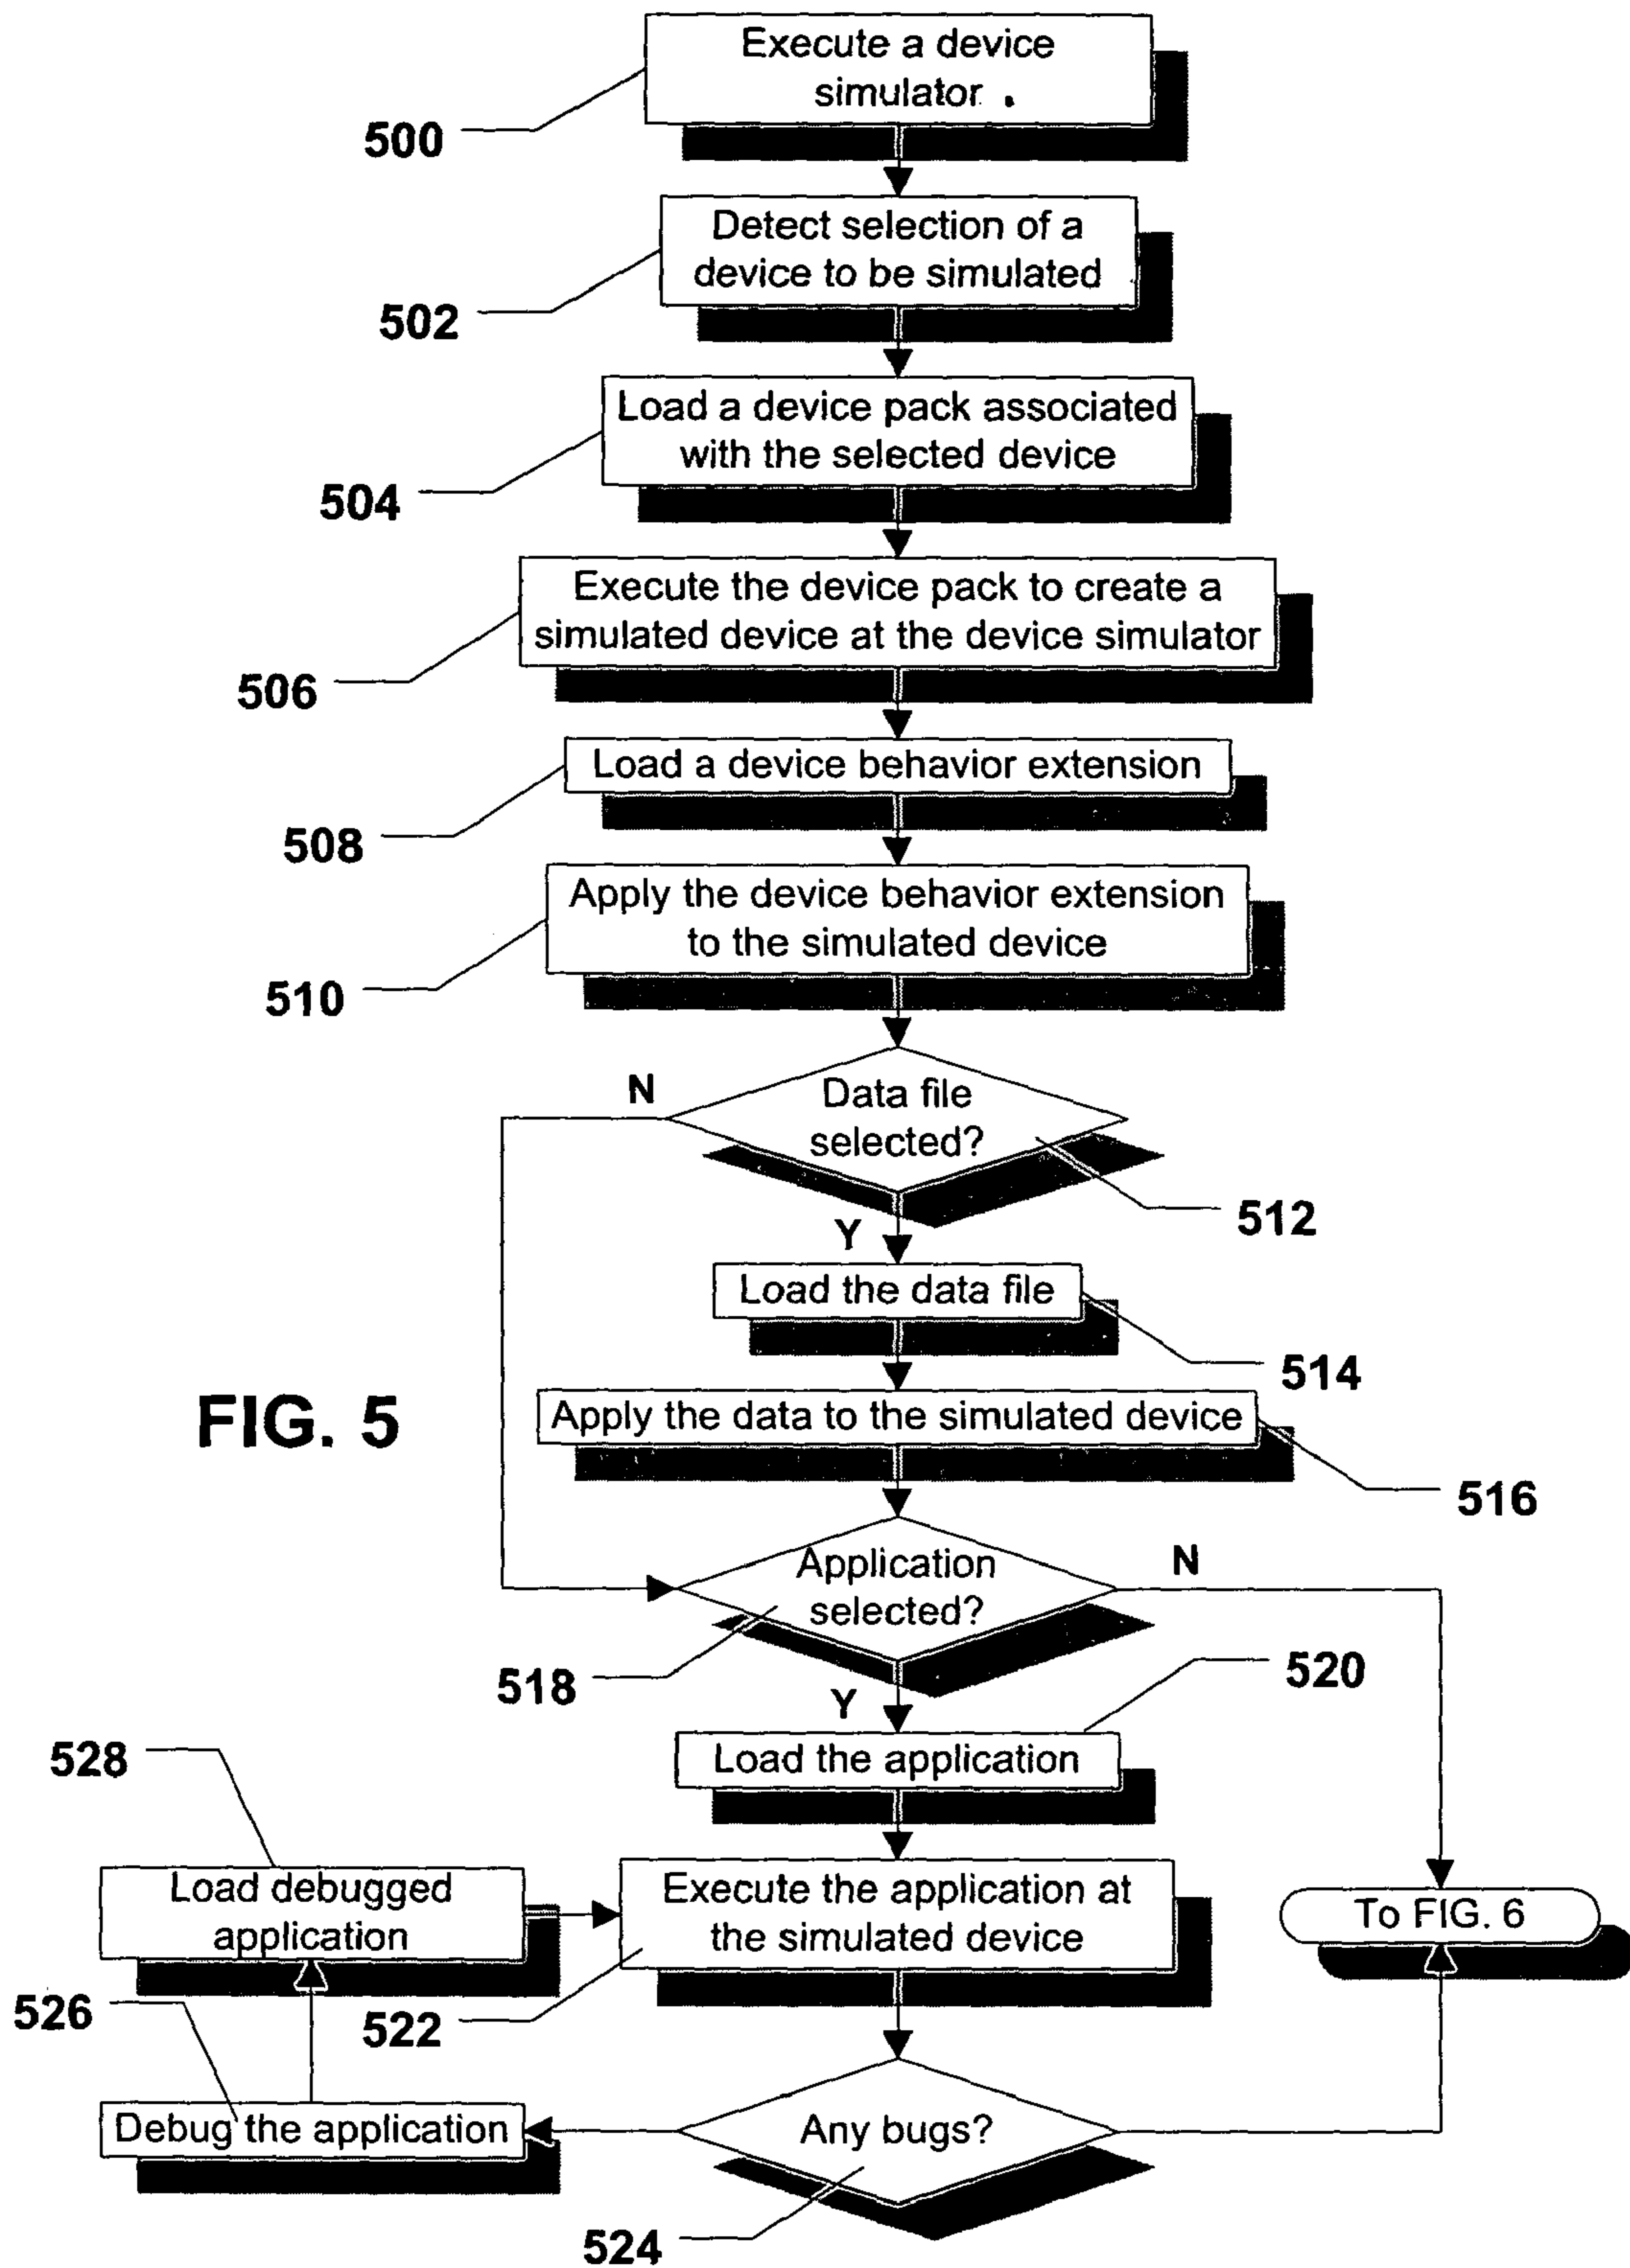 Execute a device
simulator
500
Detect selection of a
device to be simulated
502
Load a device pack associated
with the selected device
504
Execute the device pack to create a
simulated device at the device simulator
506
Load a device behavior extension
508
Apply the device behavior extension
to the simulated device
510
N
Data file
selected?
512
Y
Load the data file
514
FIG. 5
Apply the data to the simulated device
516
Application
selected?
N
518
520
Y
Load the application
528
Load debugged
application
Execute the application at
the simulated device
To FIG. 6
526
522
Debug the application
Any bugs?
524